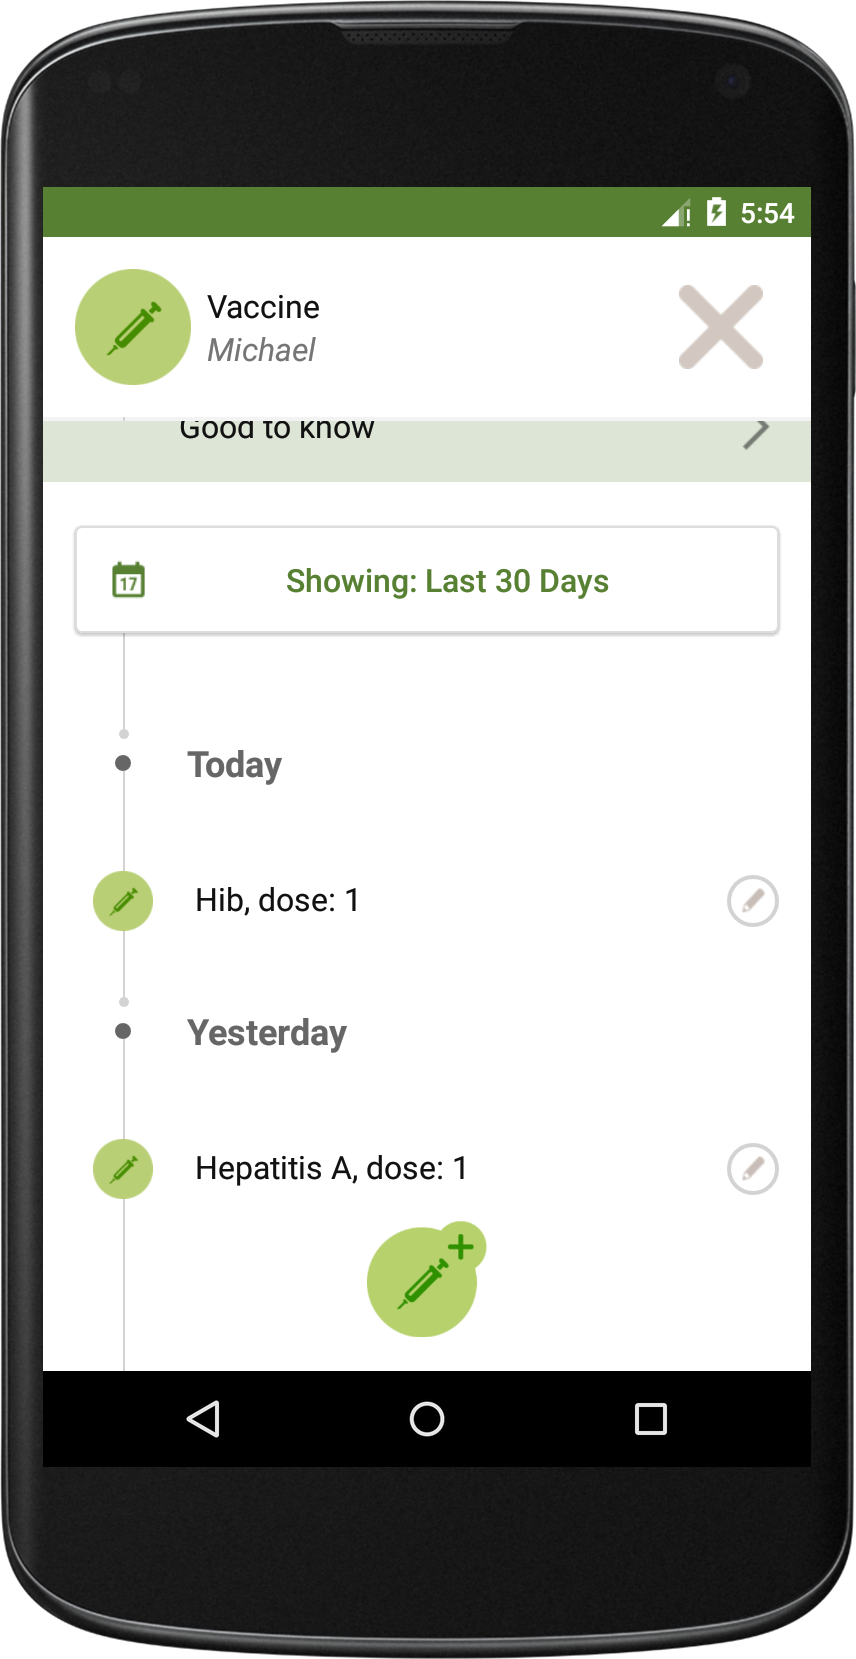 5:54
Vaccine
Michael
Good to know
17
Showing: Last 30 Days
Today
Hib, dose: 1
Yesterday
Hepatitis A, dose: 1